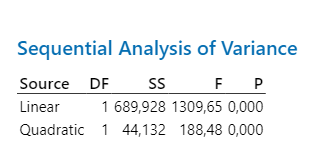 Sequential Analysis of Variance
Source DF SS F P
Linear 1 689,928 1309,65 0,000
Quadratic 1 44,132 188,48 0,000